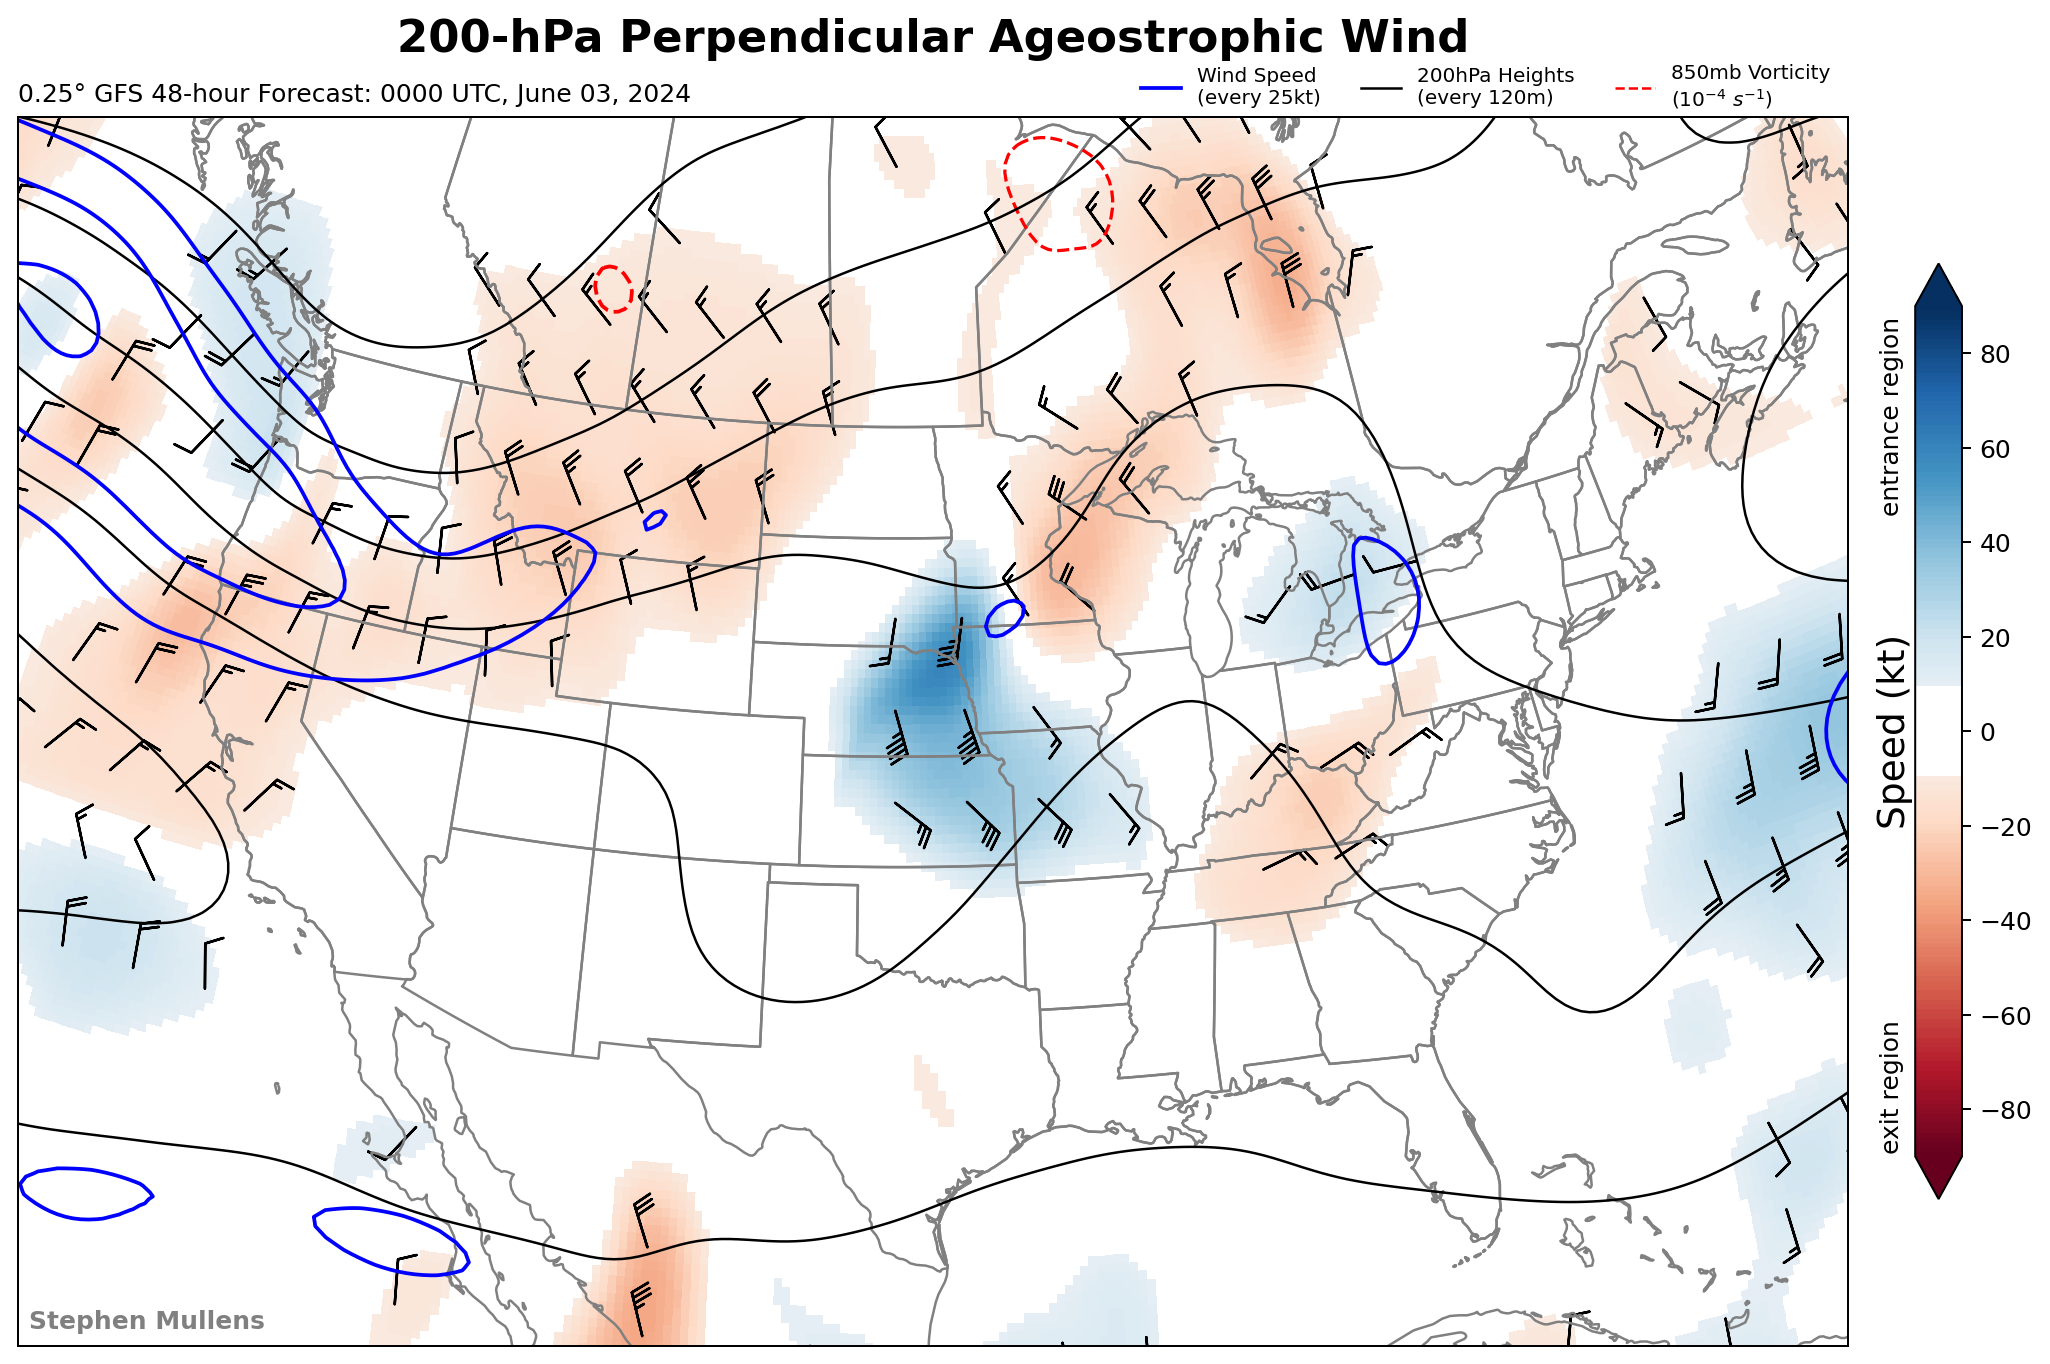 200-hPa Perpendicular Ageostrophic Wind
0.25° GFS 48-hour Forecast: 0000 UTC, June 03, 2024
Wind Speed
(every 25kt)
200hPa Heights
(every 120m)
850mb Vorticity
(10⁻⁴ s⁻¹)
entrance region
Speed (kt)
exit region
80
60
40
20
0
−20
−40
−60
−80
Stephen Mullens